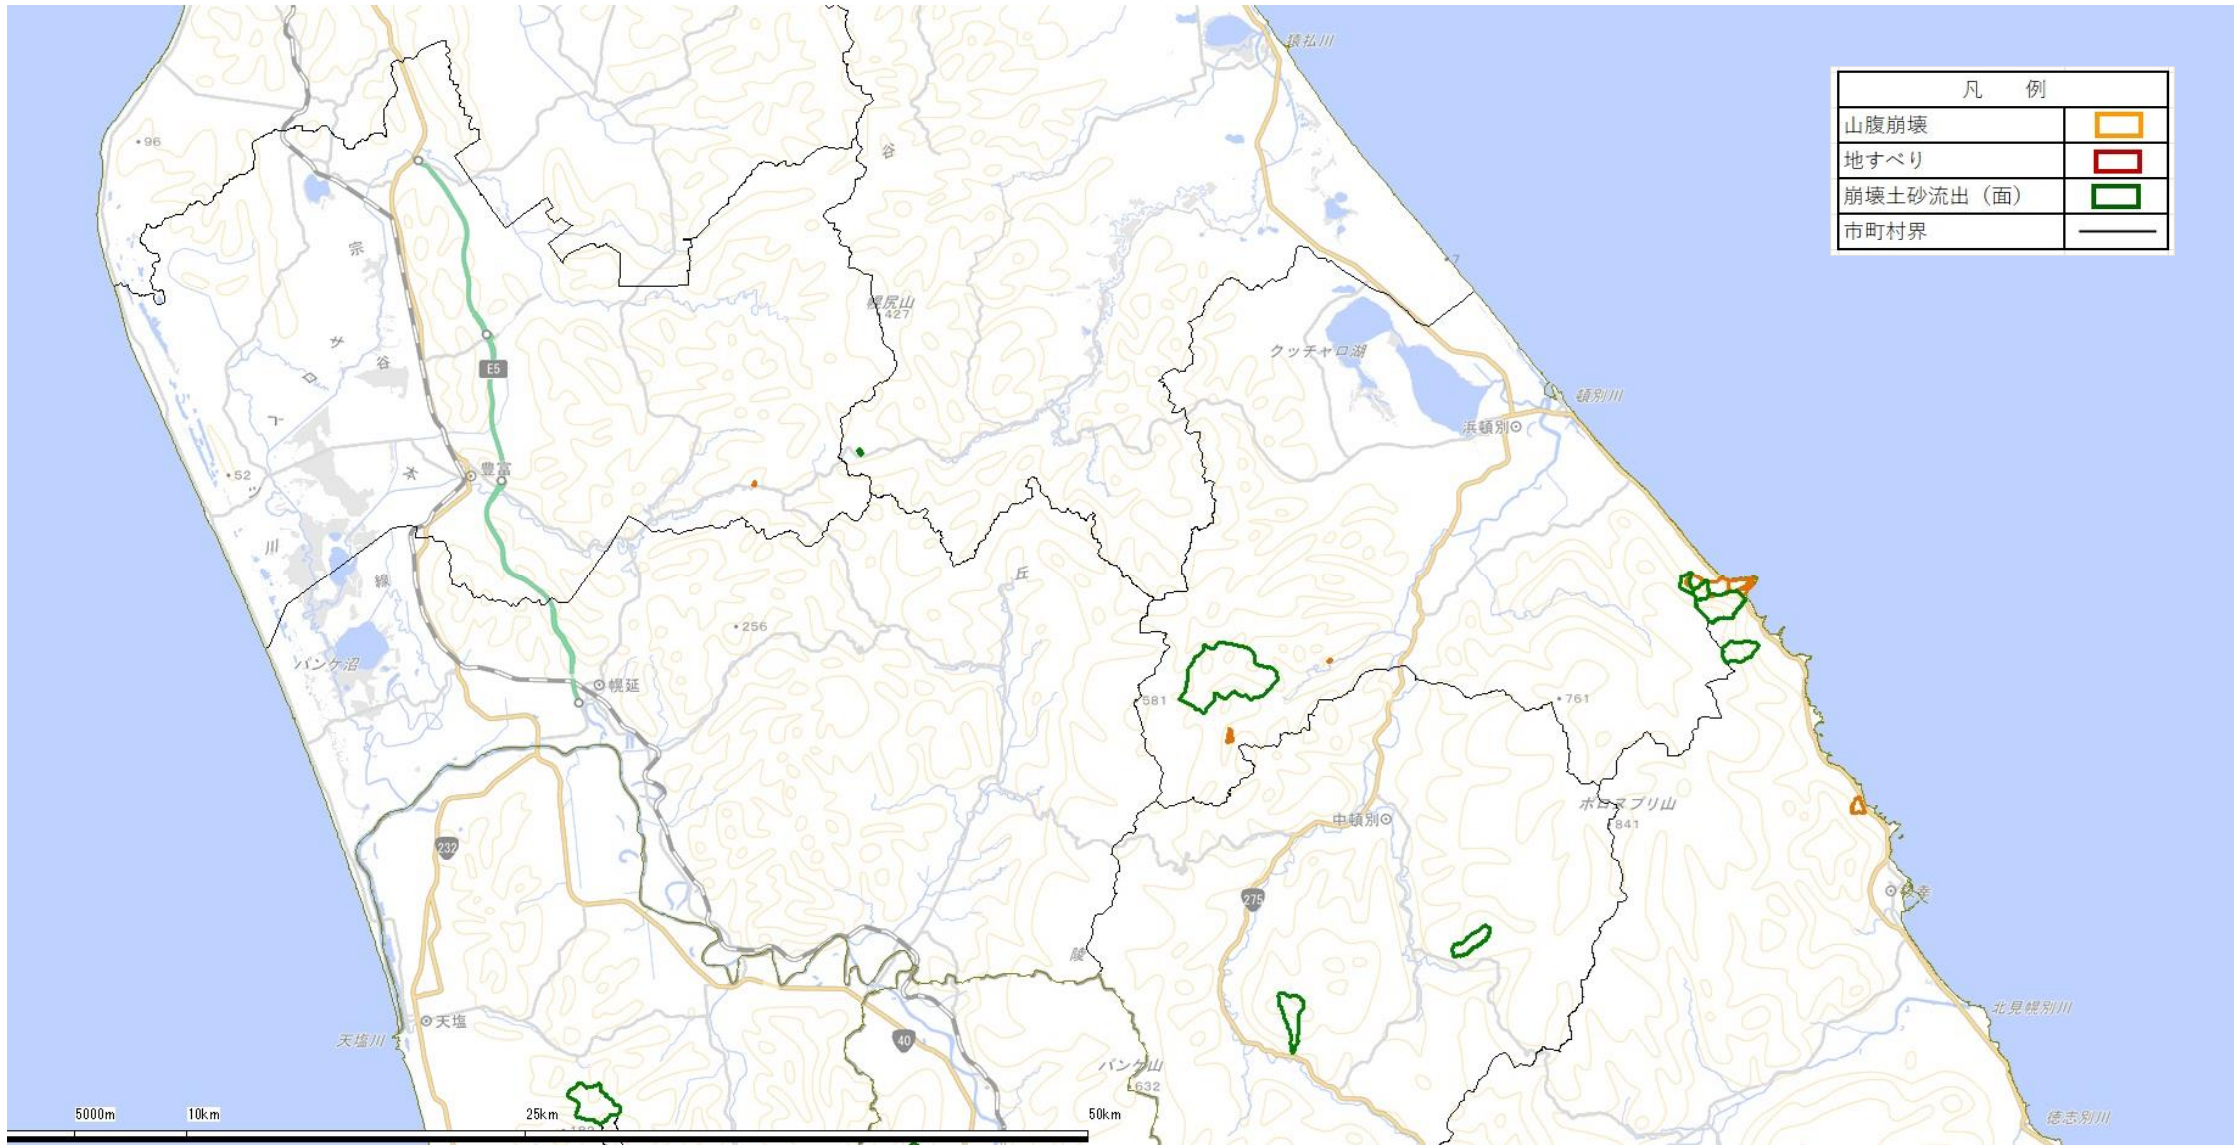 凡 例
山腹崩壊
地すべり
崩壊土砂流出（面）
市町村界
猿払川
96
谷
宗
7
幌尻山
427
クッチャロ湖
サ
谷
ロ
E5
頓別川
ベ
浜頓別
豊富
本
52
ツ
川
線
丘
256
パンケ沼
幌延
581
761
ポロヌプリ山
841
中頓別
232
275
枝幸
陵
北見幌別川
天塩
天塩川
40
パンケ山
632
徳志別川
5000m
10km
25km
50km